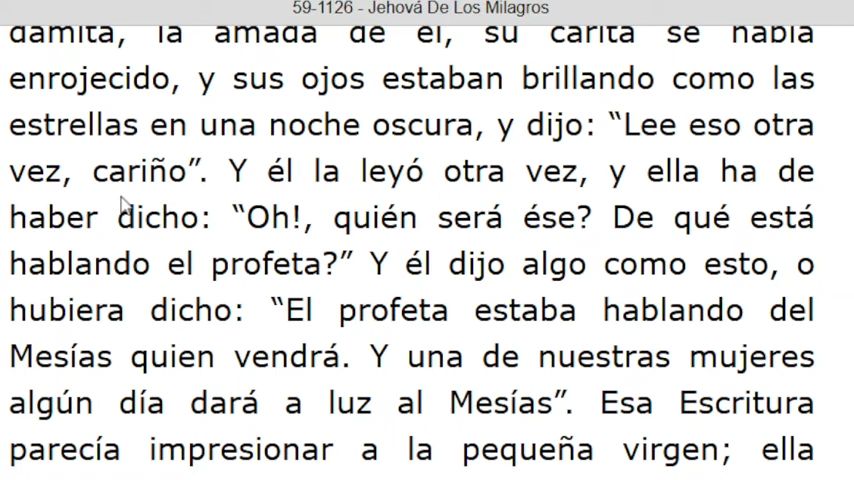 59-1126 - Jehová De Los Milagros
damita, la amada de él, su carita se había
enrojecido, y sus ojos estaban brillando como las
estrellas en una noche oscura, y dijo: “Lee eso otra
vez, cariño”. Y él la leyó otra vez, y ella ha de
haber dicho: “Oh!, quién será ése? De qué está
hablando el profeta?” Y él dijo algo como esto, o
hubiera dicho: “El profeta estaba hablando del
Mesías quien vendrá. Y una de nuestras mujeres
algún día dará a luz al Mesías”. Esa Escritura
parecía impresionar a la pequeña virgen; ella